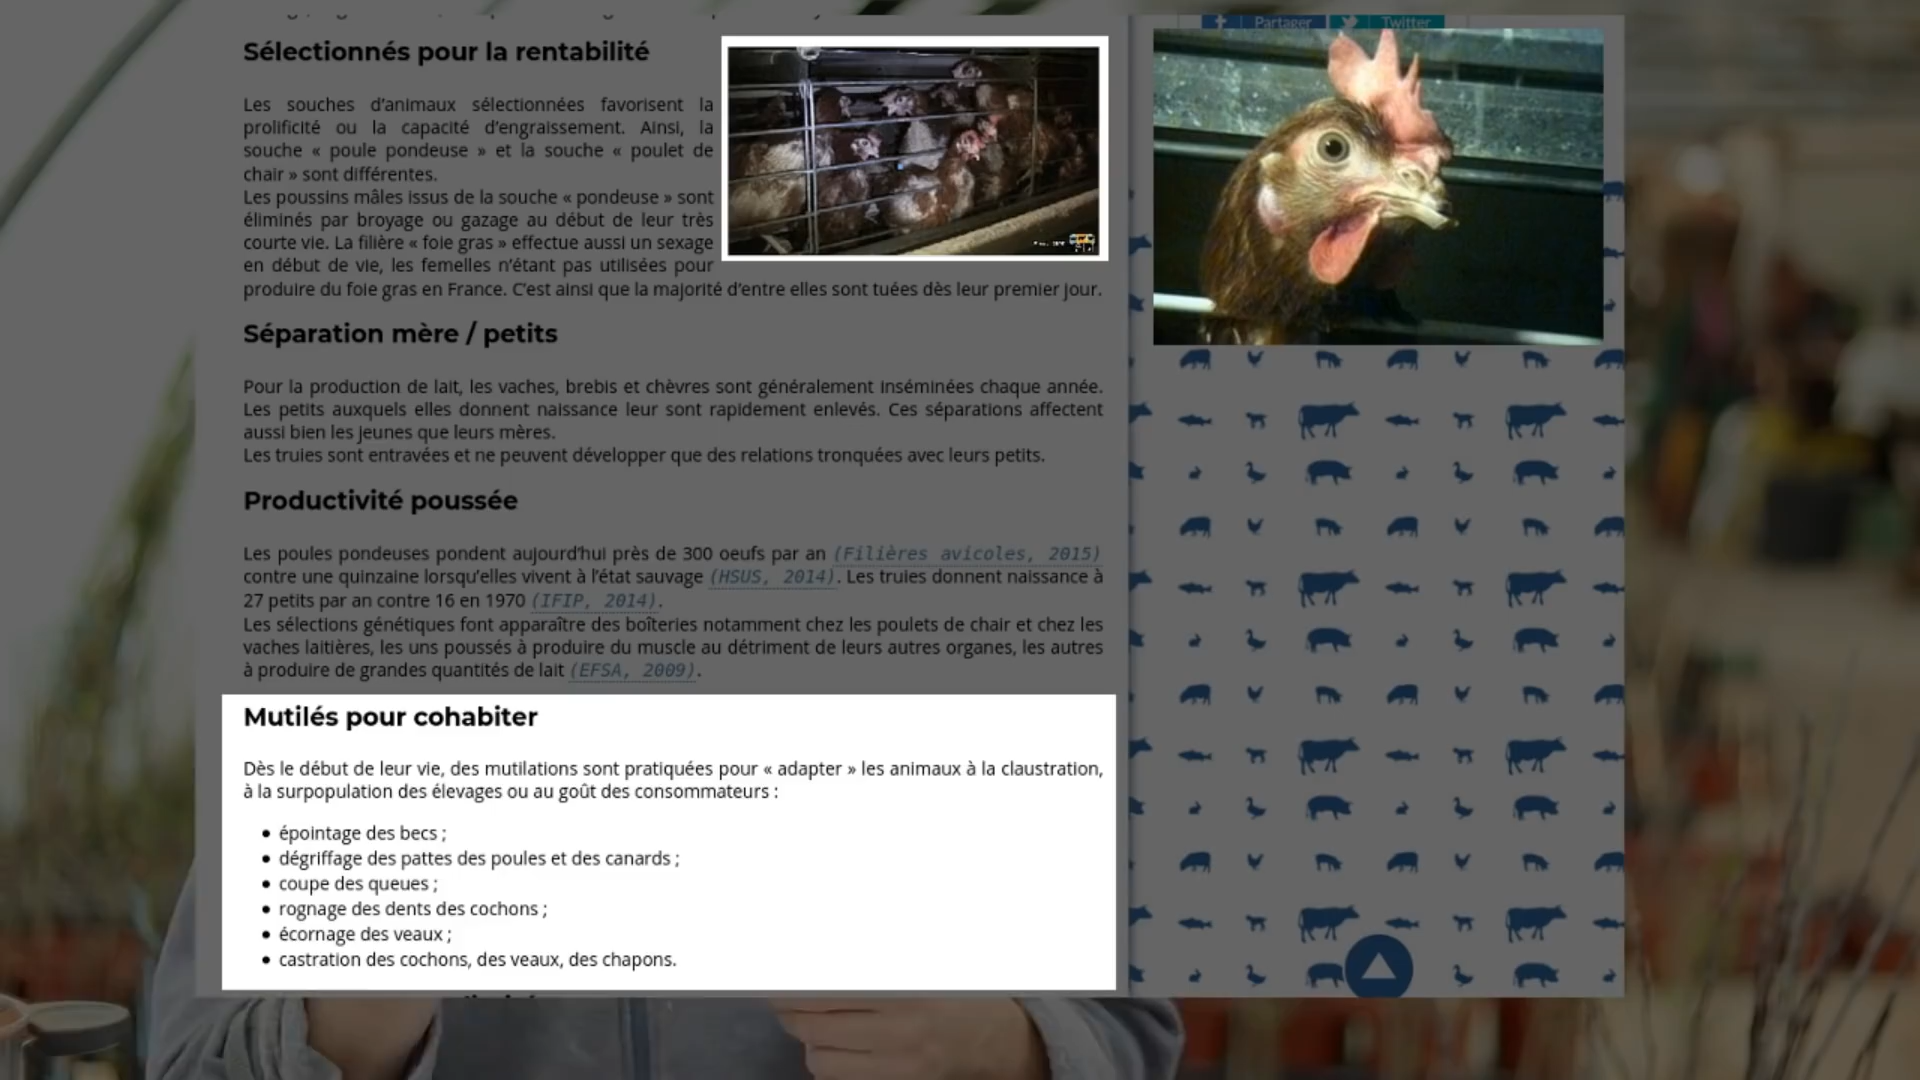 Partager
Twitter
Sélectionnés pour la rentabilité
Les souches d'animaux sélectionnées favorisent la
prolificité ou la capacité d'engraissement. Ainsi, la
souche « poule pondeuse » et la souche « poulet de
chair » sont différentes.
Les poussins mâles issus de la souche « pondeuse » sont
éliminés par broyage ou gazage au début de leur très
courte vie. La filière « foie gras » effectue aussi un sexage
en début de vie, les femelles n'étant pas utilisées pour
produire du foie gras en France. C'est ainsi que la majorité d'entre elles sont tuées dès leur premier jour.
Séparation mère / petits
Pour la production de lait, les vaches, brebis et chèvres sont généralement inséminées chaque année.
Les petits auxquels elles donnent naissance leur sont rapidement enlevés. Ces séparations affectent
aussi bien les jeunes que leurs mères.
Les truies sont entravées et ne peuvent développer que des relations tronquées avec leurs petits.
Productivité poussée
Les poules pondeuses pondent aujourd'hui près de 300 oeufs par an (Filières avicoles, 2015)
contre une quinzaine lorsqu'elles vivent à l'état sauvage (HSUS, 2014). Les truies donnent naissance à
27 petits par an contre 16 en 1970 (IFIP, 2014).
Les sélections génétiques font apparaître des boîteries notamment chez les poulets de chair et chez les
vaches laitières, les uns poussés à produire du muscle au détriment de leurs autres organes, les autres
à produire de grandes quantités de lait (EFSA, 2009).
Mutilés pour cohabiter
Dès le début de leur vie, des mutilations sont pratiquées pour « adapter » les animaux à la claustration,
à la surpopulation des élevages ou au goût des consommateurs :
• épointage des becs ;
• dégriffage des pattes des poules et des canards ;
• coupe des queues ;
• rognage des dents des cochons ;
• écornage des veaux ;
• castration des cochons, des veaux, des chapons.